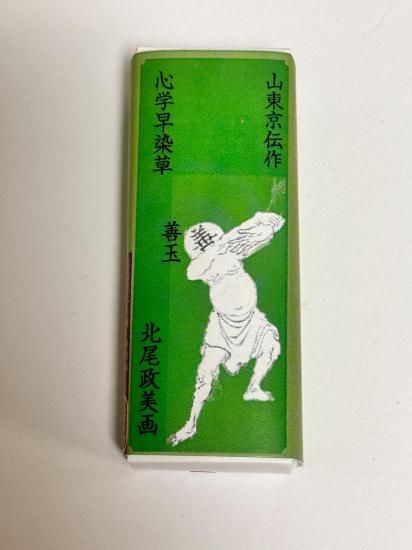 山東京伝作
心学早染草
善玉
善
北尾政美画